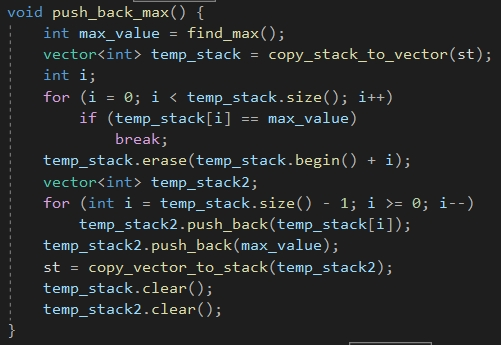 void push_back_max() {
    int max_value = find_max();
    vector<int> temp_stack = copy_stack_to_vector(st);
    int i;
    for (i = 0; i < temp_stack.size(); i++)
        if (temp_stack[i] == max_value)
            break;
    temp_stack.erase(temp_stack.begin() + i);
    vector<int> temp_stack2;
    for (int i = temp_stack.size() - 1; i >= 0; i--)
        temp_stack2.push_back(temp_stack[i]);
    temp_stack2.push_back(max_value);
    st = copy_vector_to_stack(temp_stack2);
    temp_stack.clear();
    temp_stack2.clear();
}